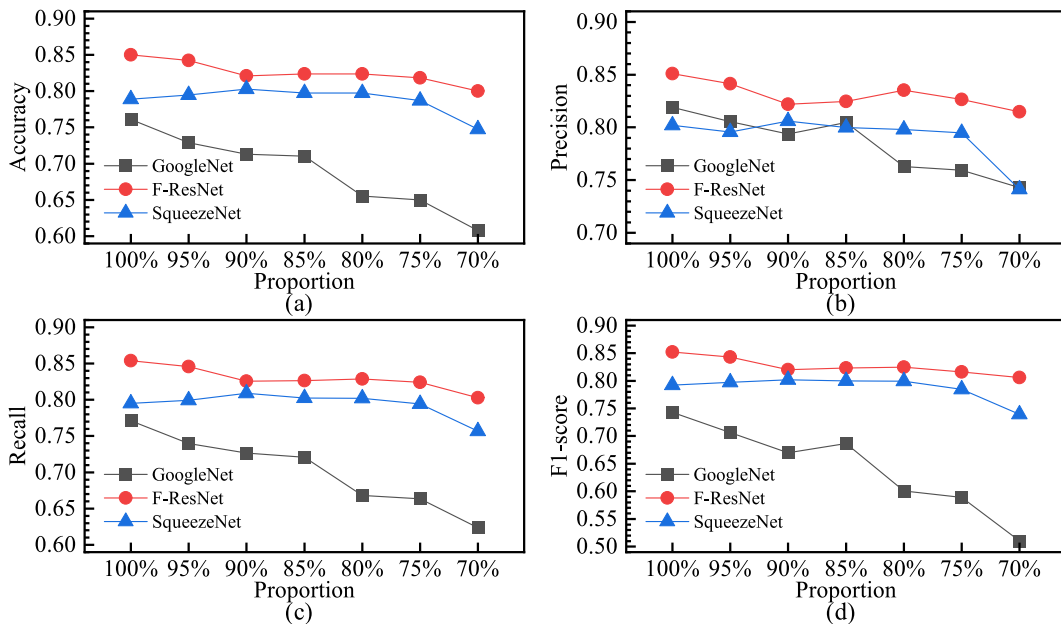 0.90
0.85
0.80
0.75
0.70
0.65
0.60
Accuracy
GoogleNet
F-ResNet
SqueezeNet
100% 95% 90% 85% 80% 75% 70%
Proportion
(a)
0.90
0.85
0.80
0.75
0.70
Precision
GoogleNet
F-ResNet
SqueezeNet
100% 95% 90% 85% 80% 75% 70%
Proportion
(b)
0.90
0.85
0.80
0.75
0.70
0.65
0.60
Recall
GoogleNet
F-ResNet
SqueezeNet
100% 95% 90% 85% 80% 75% 70%
Proportion
(c)
0.90
0.85
0.80
0.75
0.70
0.65
0.60
0.55
0.50
F1-score
GoogleNet
F-ResNet
SqueezeNet
100% 95% 90% 85% 80% 75% 70%
Proportion
(d)